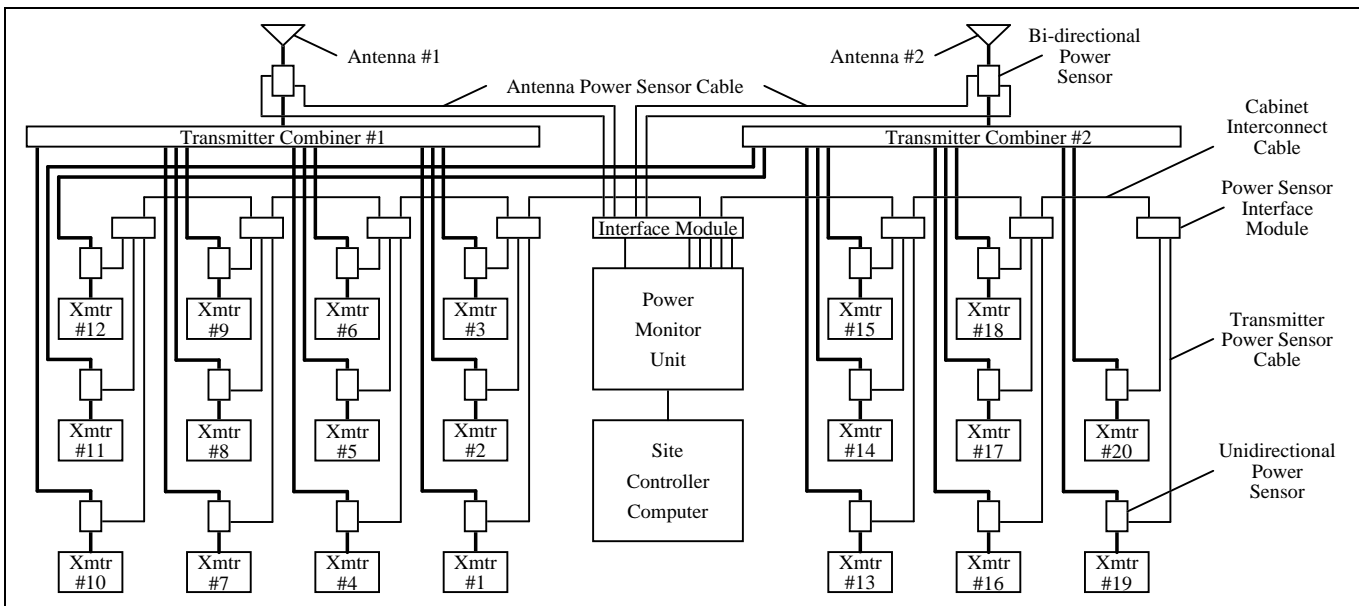 Antenna #1
Antenna #2
Bi-directional
Power
Sensor
Antenna Power Sensor Cable
Cabinet
Interconnect
Cable
Transmitter Combiner #1
Transmitter Combiner #2
Power Sensor
Interface
Module
Interface Module
Xmtr
#12
Xmtr
#9
Xmtr
#6
Xmtr
#3
Power
Monitor
Unit
Xmtr
#15
Xmtr
#18
Transmitter
Power Sensor
Cable
Xmtr
#11
Xmtr
#8
Xmtr
#5
Xmtr
#2
Site
Controller
Computer
Xmtr
#14
Xmtr
#17
Xmtr
#20
Unidirectional
Power
Sensor
Xmtr
#10
Xmtr
#7
Xmtr
#4
Xmtr
#1
Xmtr
#13
Xmtr
#16
Xmtr
#19